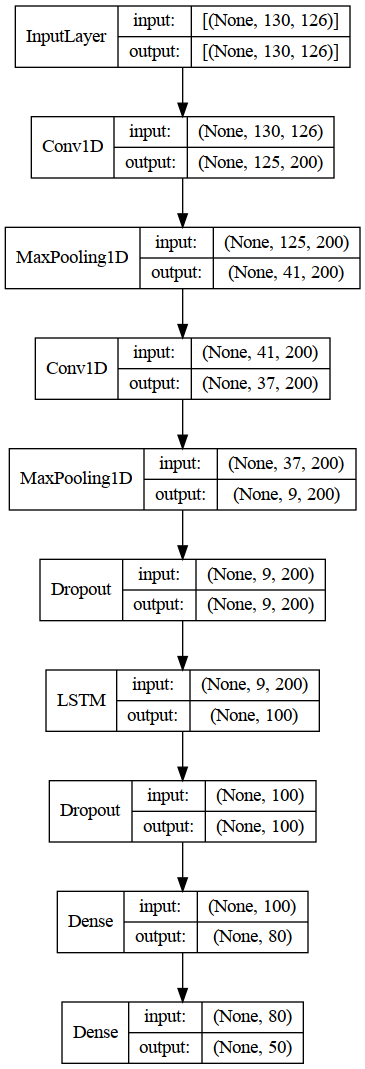 InputLayer
input: [(None, 130, 126)]
output: [(None, 130, 126)]
Conv1D
input: (None, 130, 126)
output: (None, 125, 200)
MaxPooling1D
input: (None, 125, 200)
output: (None, 41, 200)
Conv1D
input: (None, 41, 200)
output: (None, 37, 200)
MaxPooling1D
input: (None, 37, 200)
output: (None, 9, 200)
Dropout
input: (None, 9, 200)
output: (None, 9, 200)
LSTM
input: (None, 9, 200)
output: (None, 100)
Dropout
input: (None, 100)
output: (None, 100)
Dense
input: (None, 100)
output: (None, 80)
Dense
input: (None, 80)
output: (None, 50)